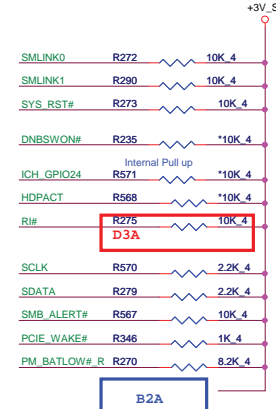 +3V_S
SMLINK0 R272 10K_4
SMLINK1 R290 10K_4
SYS_RST# R273 10K_4
DNBSWON# R235 *10K_4
Internal Pull up
ICH_GPIO24 R571 *10K_4
HDPACT R568 *10K_4
RI# R275 10K_4
D3A
SCLK R570 2.2K_4
SDATA R279 2.2K_4
SMB_ALERT# R567 10K_4
PCIE_WAKE# R346 1K_4
PM_BATLOW#_R R270 8.2K_4
B2A